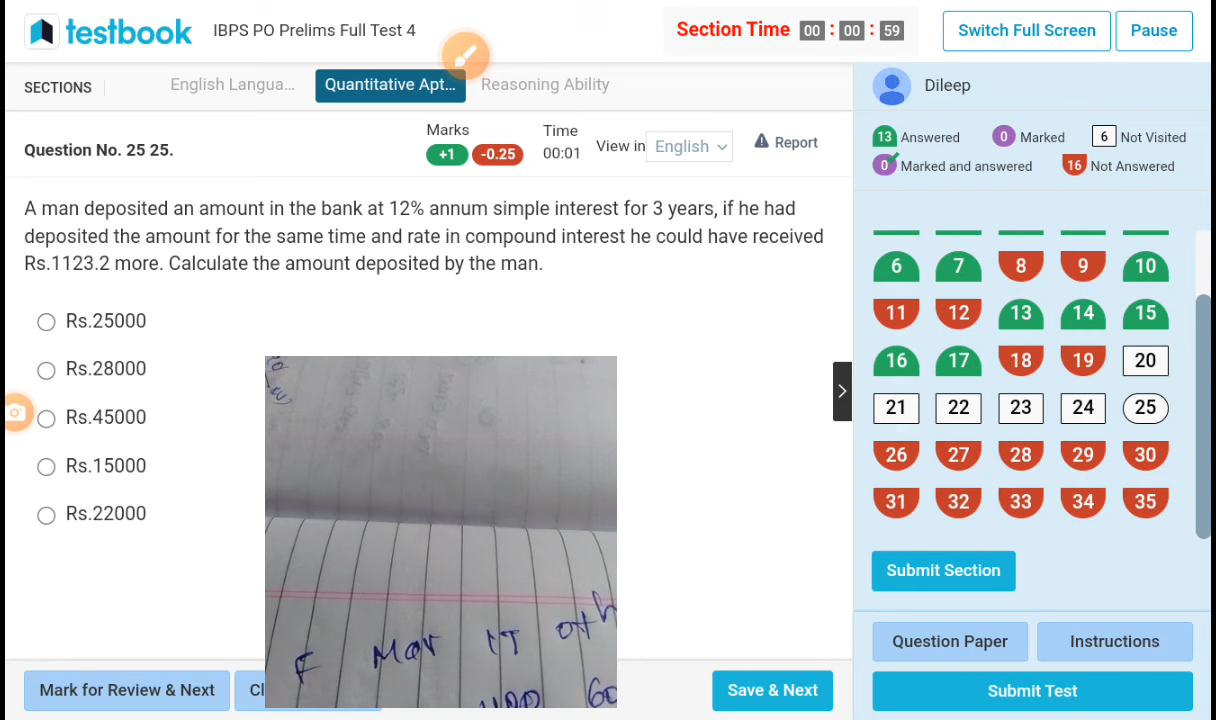 testbook
IBPS PO Prelims Full Test 4
Section Time 00 : 00 : 59
Switch Full Screen
Pause
SECTIONS
English Langua...
Quantitative Apt...
Reasoning Ability
Dileep
Question No. 25 25.
Marks
+1 -0.25
Time
00:01
View in English
Report
13 Answered
0 Marked
6 Not Visited
0 Marked and answered
16 Not Answered
A man deposited an amount in the bank at 12% annum simple interest for 3 years, if he had
deposited the amount for the same time and rate in compound interest he could have received
Rs.1123.2 more. Calculate the amount deposited by the man.
Rs.25000
Rs.28000
Rs.45000
Rs.15000
Rs.22000
6 7 8 9 10
11 12 13 14 15
16 17 18 19 20
21 22 23 24 25
26 27 28 29 30
31 32 33 34 35
F Mar IT oth
60
Submit Section
Question Paper
Instructions
Mark for Review & Next
Cl
Save & Next
Submit Test